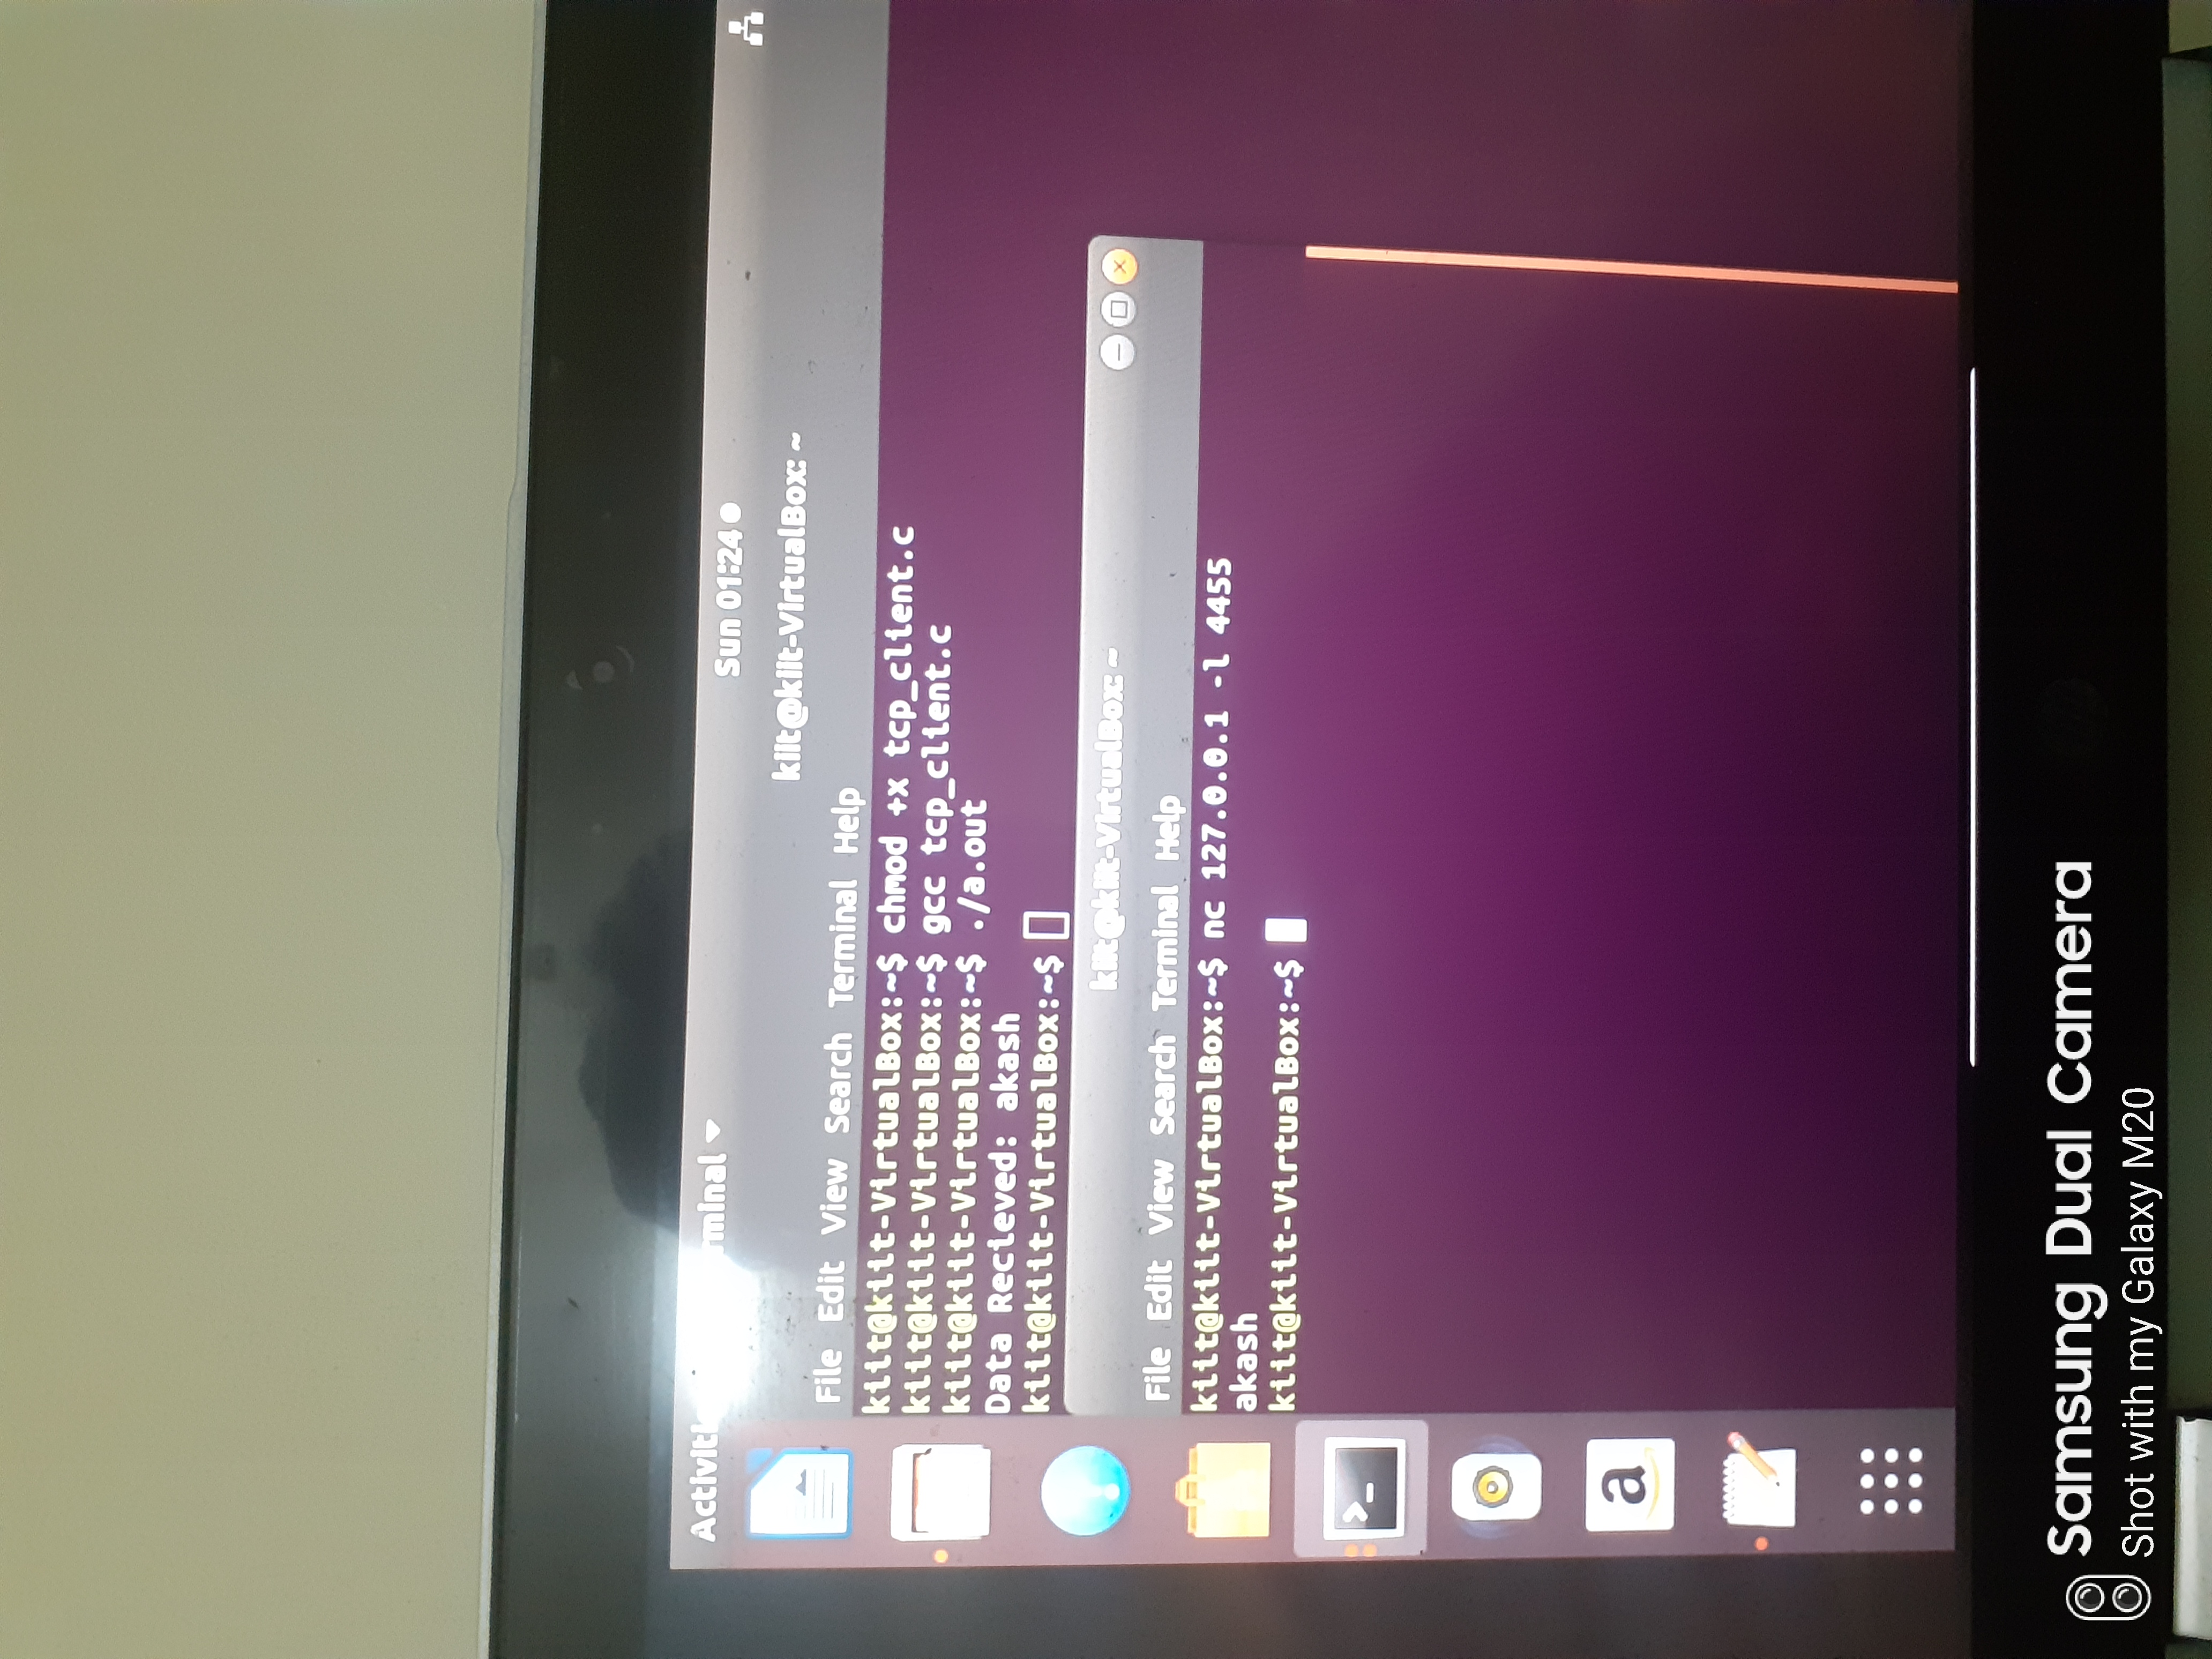 Sun 01:24
kiit@kiit-VirtualBox: ~
File Edit View Search Terminal Help
kiit@kiit-VirtualBox:~$ chmod +x tcp_client.c
kiit@kiit-VirtualBox:~$ gcc tcp_client.c
kiit@kiit-VirtualBox:~$ ./a.out
Data Recieved: akash
kiit@kiit-VirtualBox:~$
kiit@kiit-VirtualBox: ~
File Edit View Search Terminal Help
kiit@kiit-VirtualBox:~$ nc 127.0.0.1 -l 4455
akash
kiit@kiit-VirtualBox:~$
a
Samsung Dual Camera
Shot with my Galaxy M20